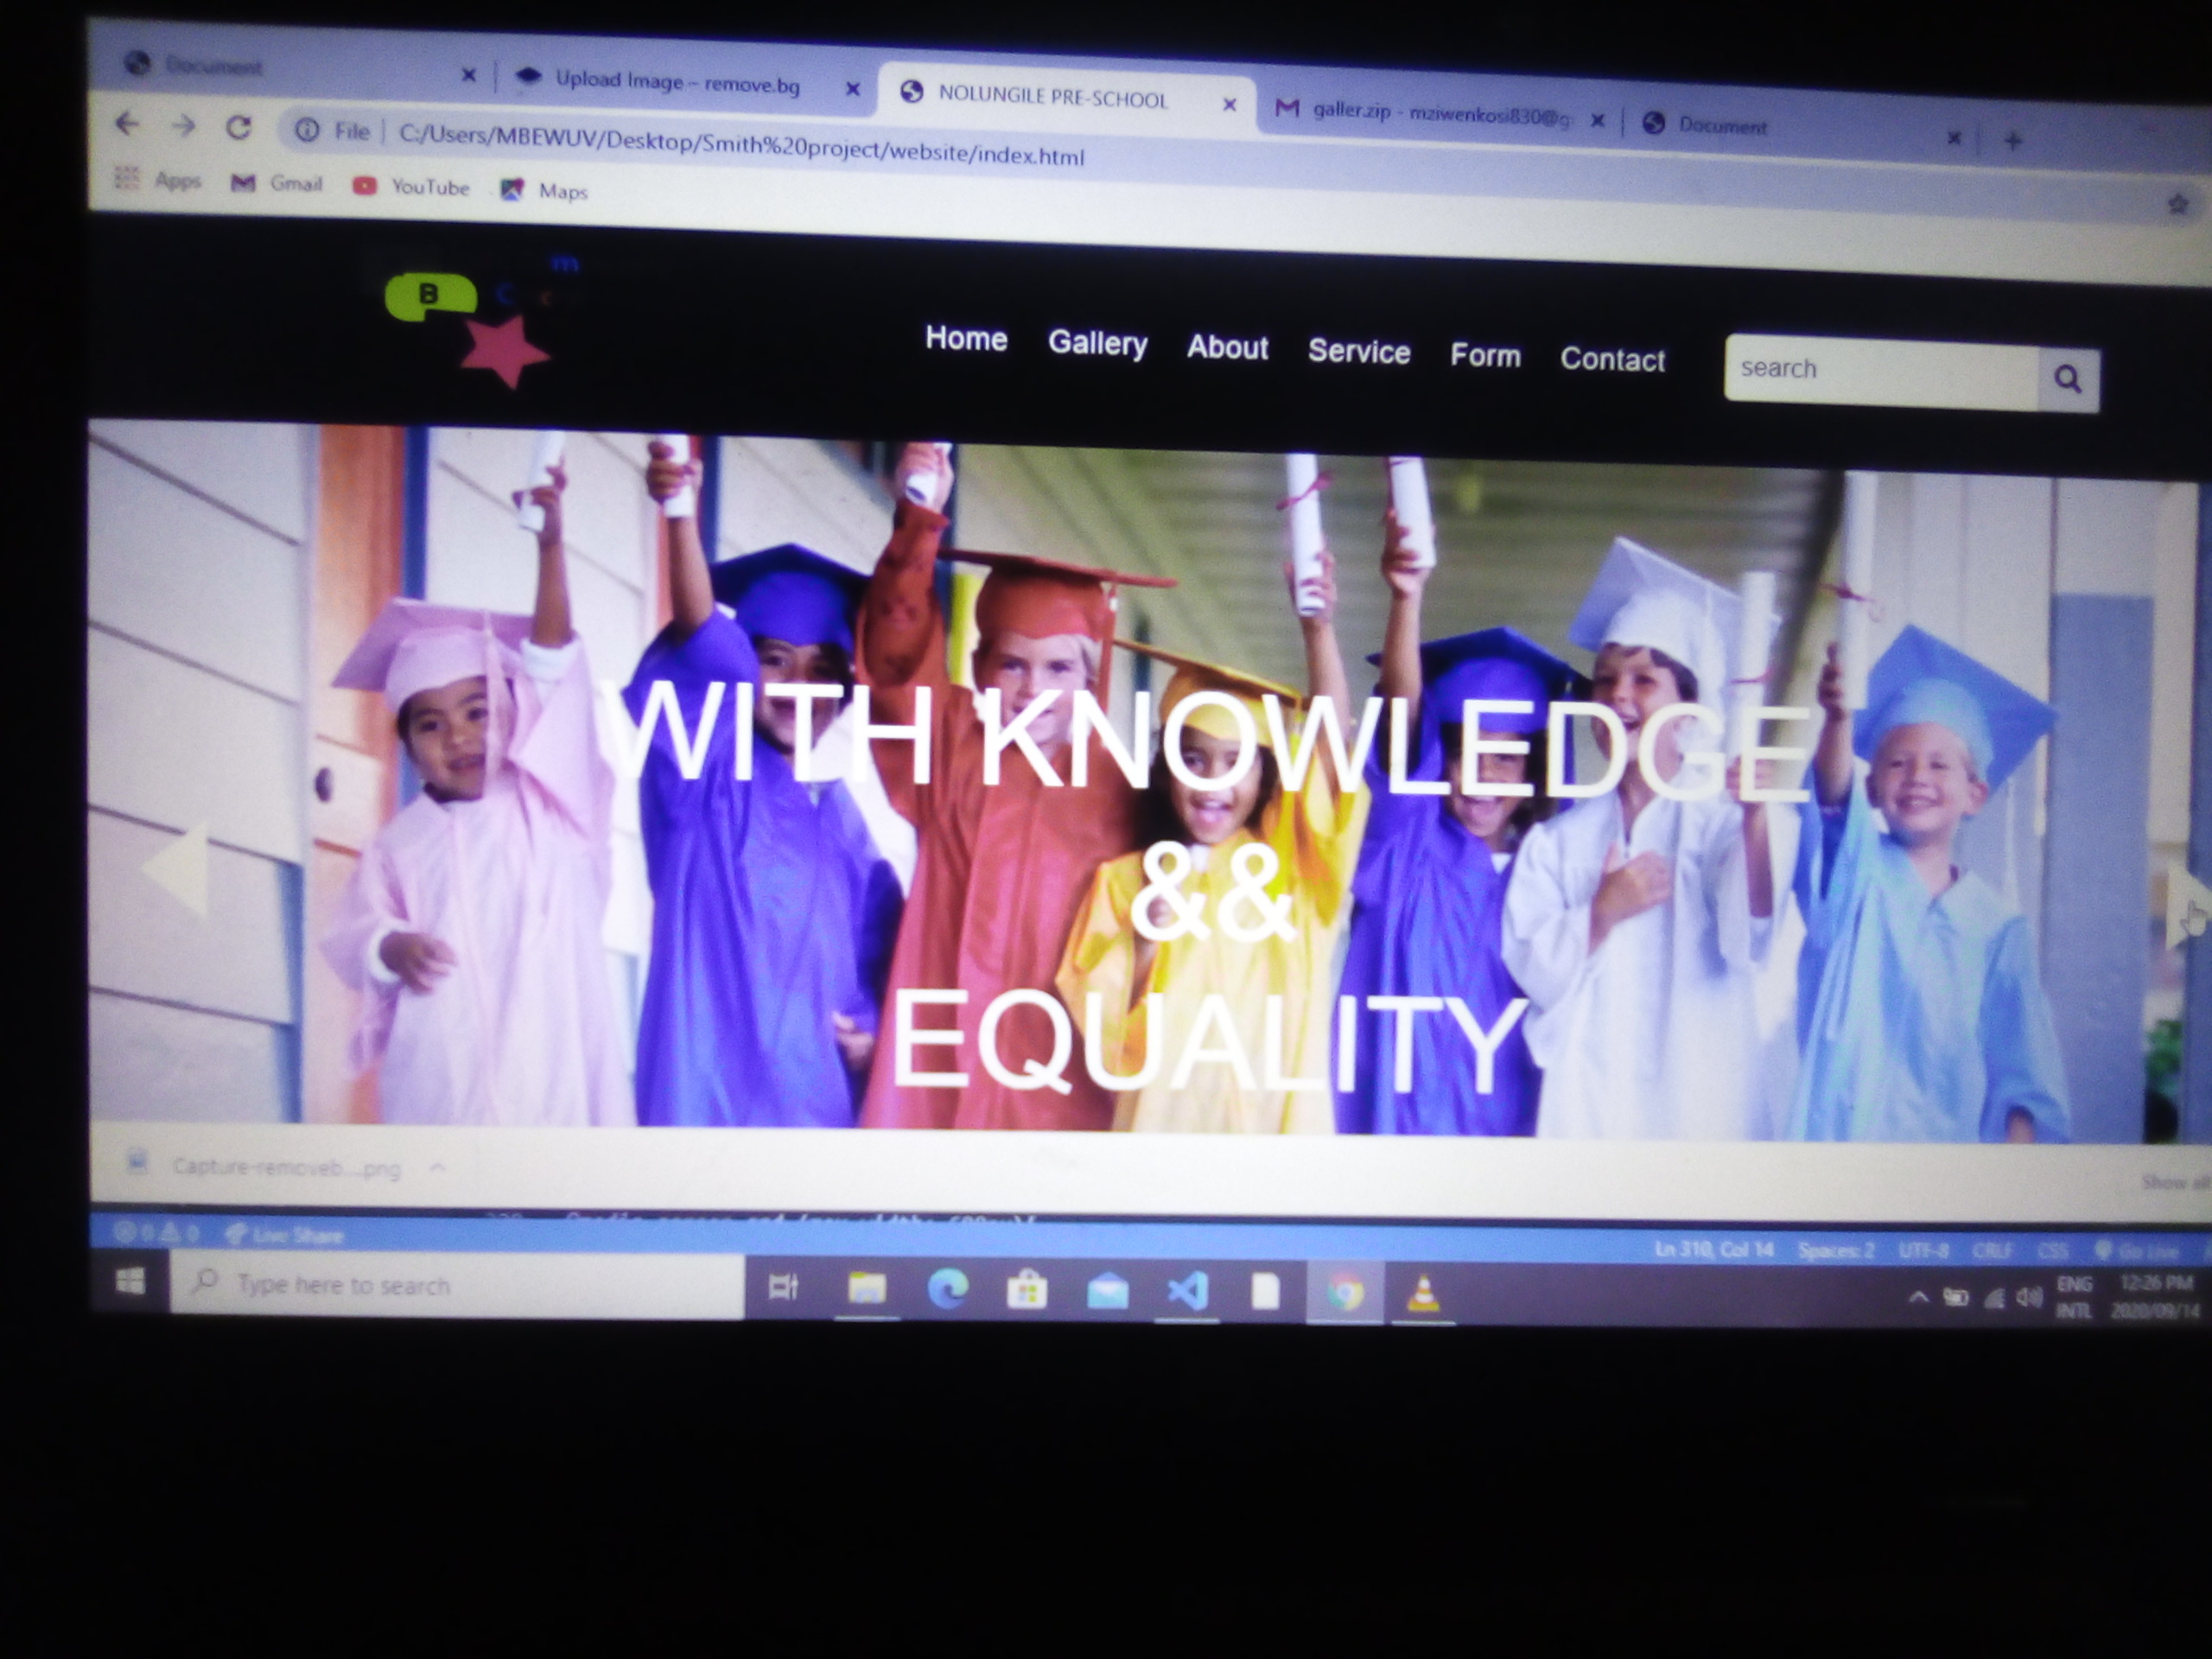 Document
Upload Image – remove.bg
NOLUNGILE PRE-SCHOOL
galler.zip - mziwenkosi830@g
Document
File
C:/Users/MBEWUV/Desktop/Smith%20project/website/index.html
Apps
Gmail
YouTube
Maps
B
C
c
m
Home
Gallery
About
Service
Form
Contact
search
WITH KNOWLEDGE
&&
EQUALITY
Capture-removeb....png
Show all
0
0
Live Share
Ln 310, Col 14
Spaces: 2
UTF-8
CRLF
CSS
Go Live
Type here to search
ENG
INTL
12:26 PM
2020/09/14